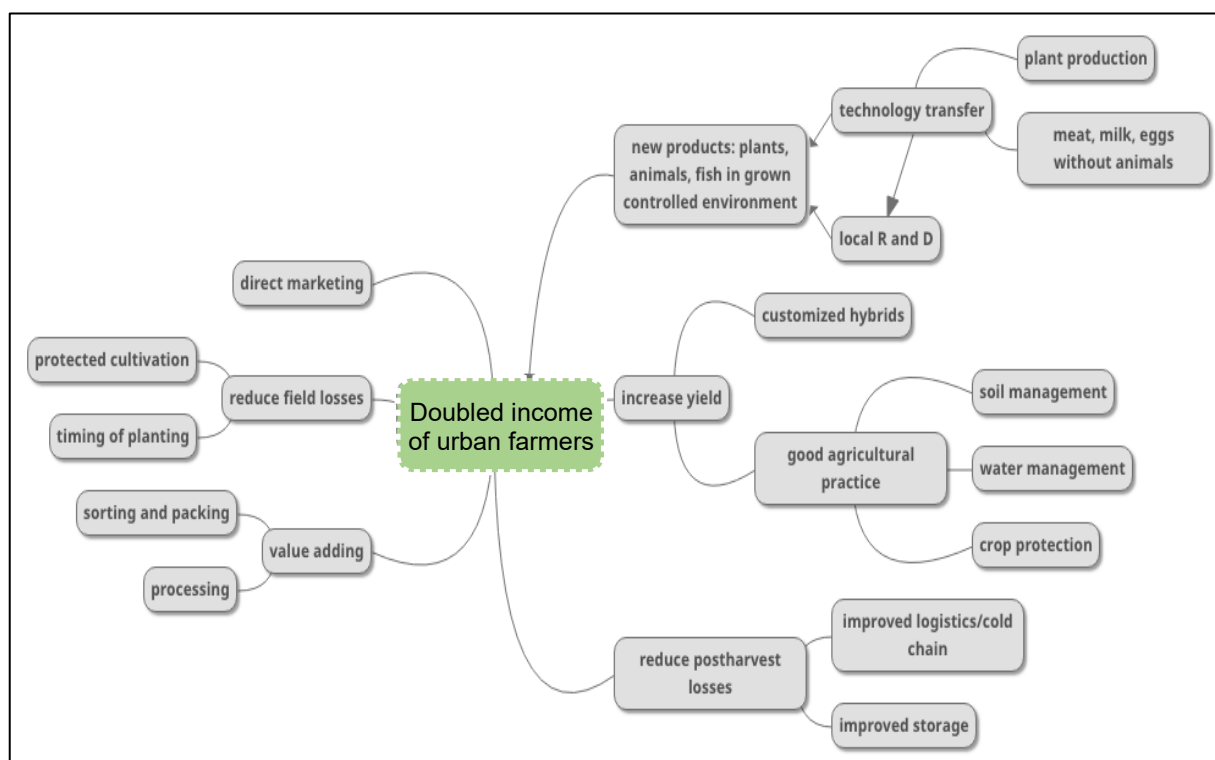 Doubled income
of urban farmers
new products: plants,
animals, fish in grown
controlled environment
technology transfer
plant production
meat, milk, eggs
without animals
local R and D
increase yield
customized hybrids
good agricultural
practice
soil management
water management
crop protection
reduce postharvest
losses
improved logistics/cold
chain
improved storage
direct marketing
reduce field losses
protected cultivation
timing of planting
value adding
sorting and packing
processing